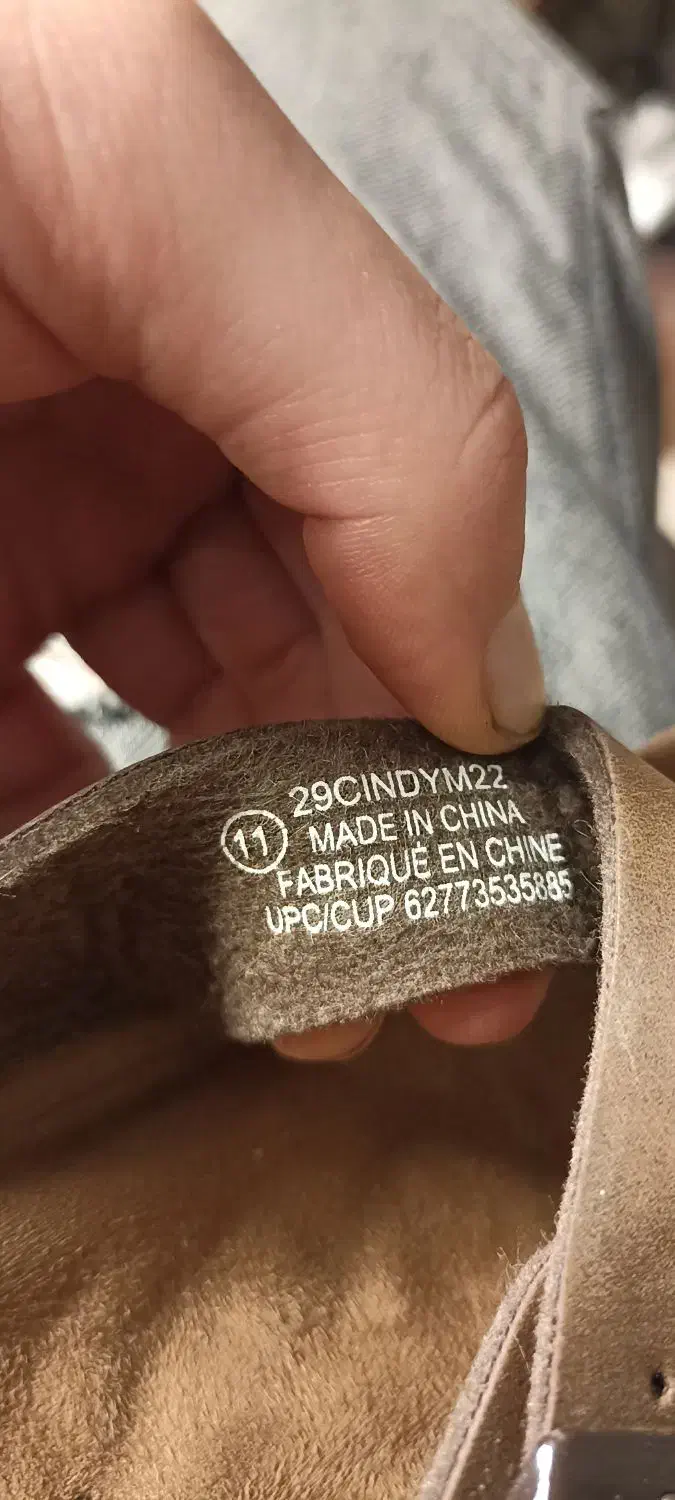 29CINDYM22
11 MADE IN CHINA
FABRIQUÉ EN CHINE
UPC/CUP 62773535885